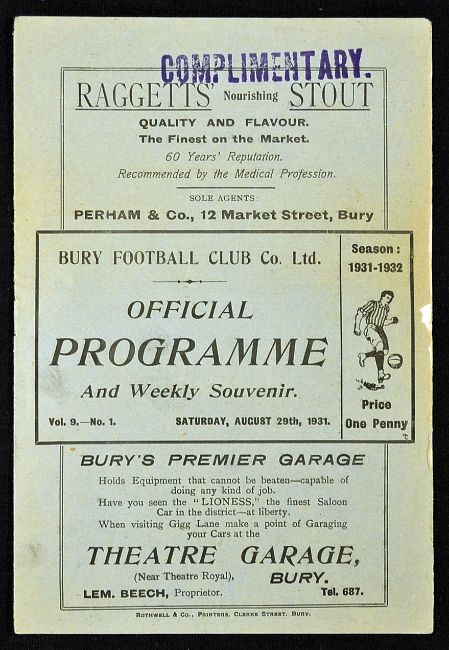 COMPLIMENTARY.
RAGGETTS' Nourishing STOUT
QUALITY AND FLAVOUR.
The Finest on the Market.
60 Years' Reputation.
Recommended by the Medical Profession.
SOLE AGENTS:
PERHAM & Co., 12 Market Street, Bury
BURY FOOTBALL CLUB Co. Ltd.
OFFICIAL
PROGRAMME
And Weekly Souvenir.
Vol. 9.—No. 1. SATURDAY, AUGUST 29th, 1931.
Season:
1931-1932
Price
One Penny
BURY'S PREMIER GARAGE
Holds Equipment that cannot be beaten—capable of
doing any kind of job.
Have you seen the "LIONESS," the finest Saloon
Car in the district—at liberty.
When visiting Gigg Lane make a point of Garaging
your Cars at the
THEATRE GARAGE,
(Near Theatre Royal), BURY.
LEM. BEECH, Proprietor. Tel. 687.
ROTHWELL & Co., PRINTERS, CLERKE STREET, BURY.